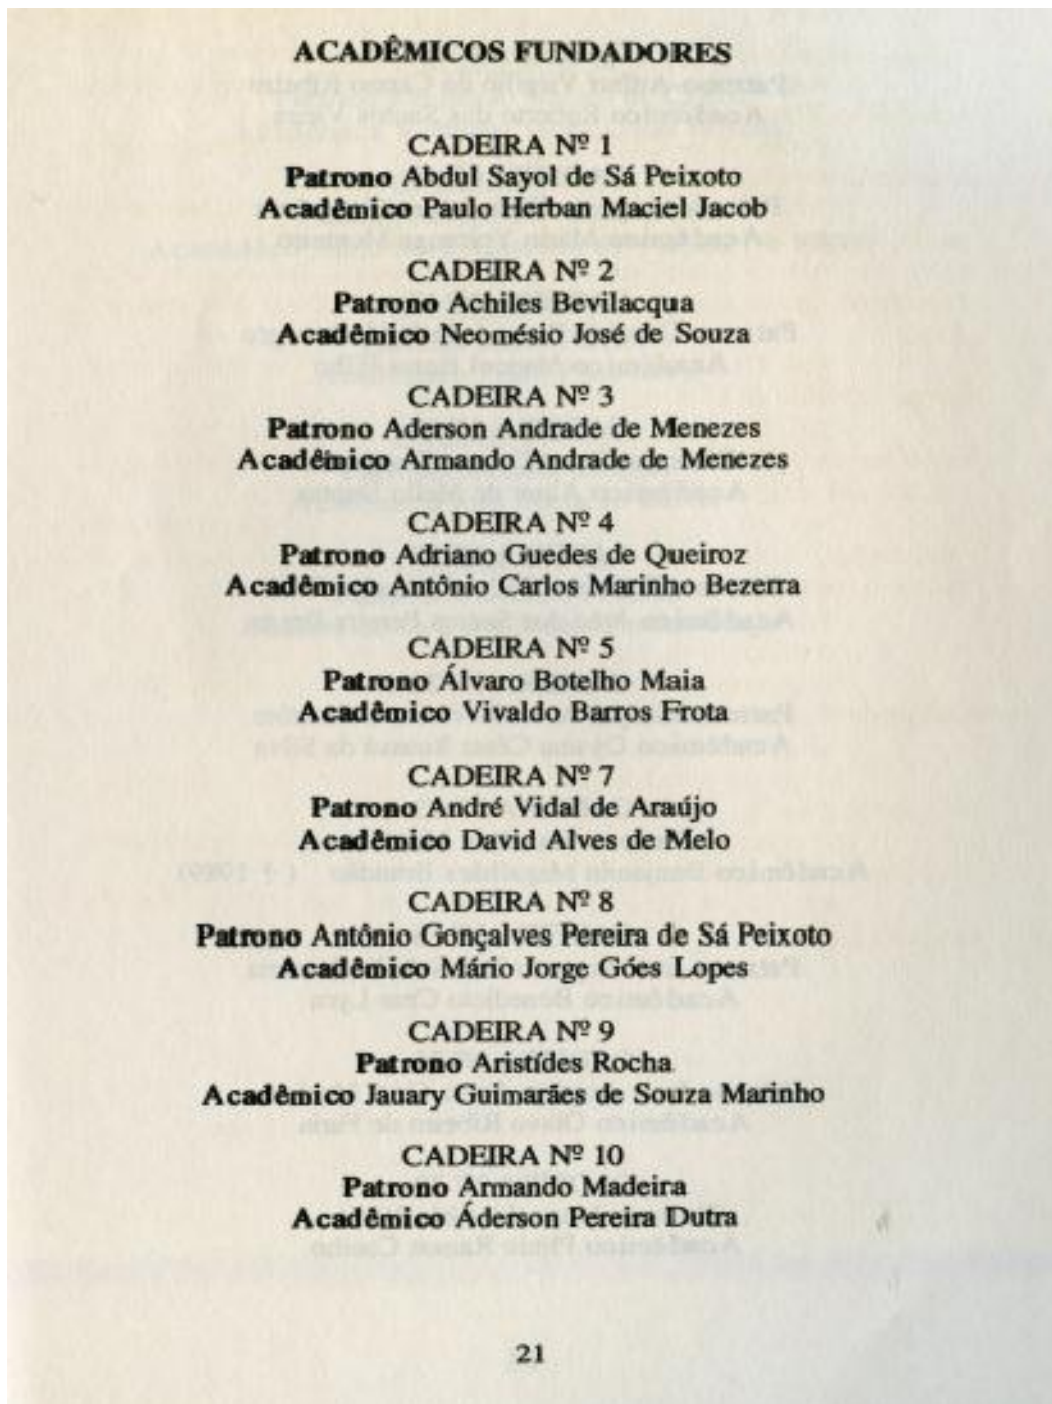 ACADÊMICOS FUNDADORES
CADEIRA Nº 1
Patrono Abdul Sayol de Sá Peixoto
Acadêmico Paulo Herban Maciel Jacob
CADEIRA Nº 2
Patrono Achiles Bevilacqua
Acadêmico Neomésio José de Souza
CADEIRA Nº 3
Patrono Aderson Andrade de Menezes
Acadêmico Armando Andrade de Menezes
CADEIRA Nº 4
Patrono Adriano Guedes de Queiroz
Acadêmico Antônio Carlos Marinho Bezerra
CADEIRA Nº 5
Patrono Álvaro Botelho Maia
Acadêmico Vivaldo Barros Frota
CADEIRA Nº 7
Patrono André Vidal de Araújo
Acadêmico David Alves de Melo
CADEIRA Nº 8
Patrono Antônio Gonçalves Pereira de Sá Peixoto
Acadêmico Mário Jorge Góes Lopes
CADEIRA Nº 9
Patrono Aristídes Rocha
Acadêmico Jauary Guimarães de Souza Marinho
CADEIRA Nº 10
Patrono Armando Madeira
Acadêmico Áderson Pereira Dutra
21